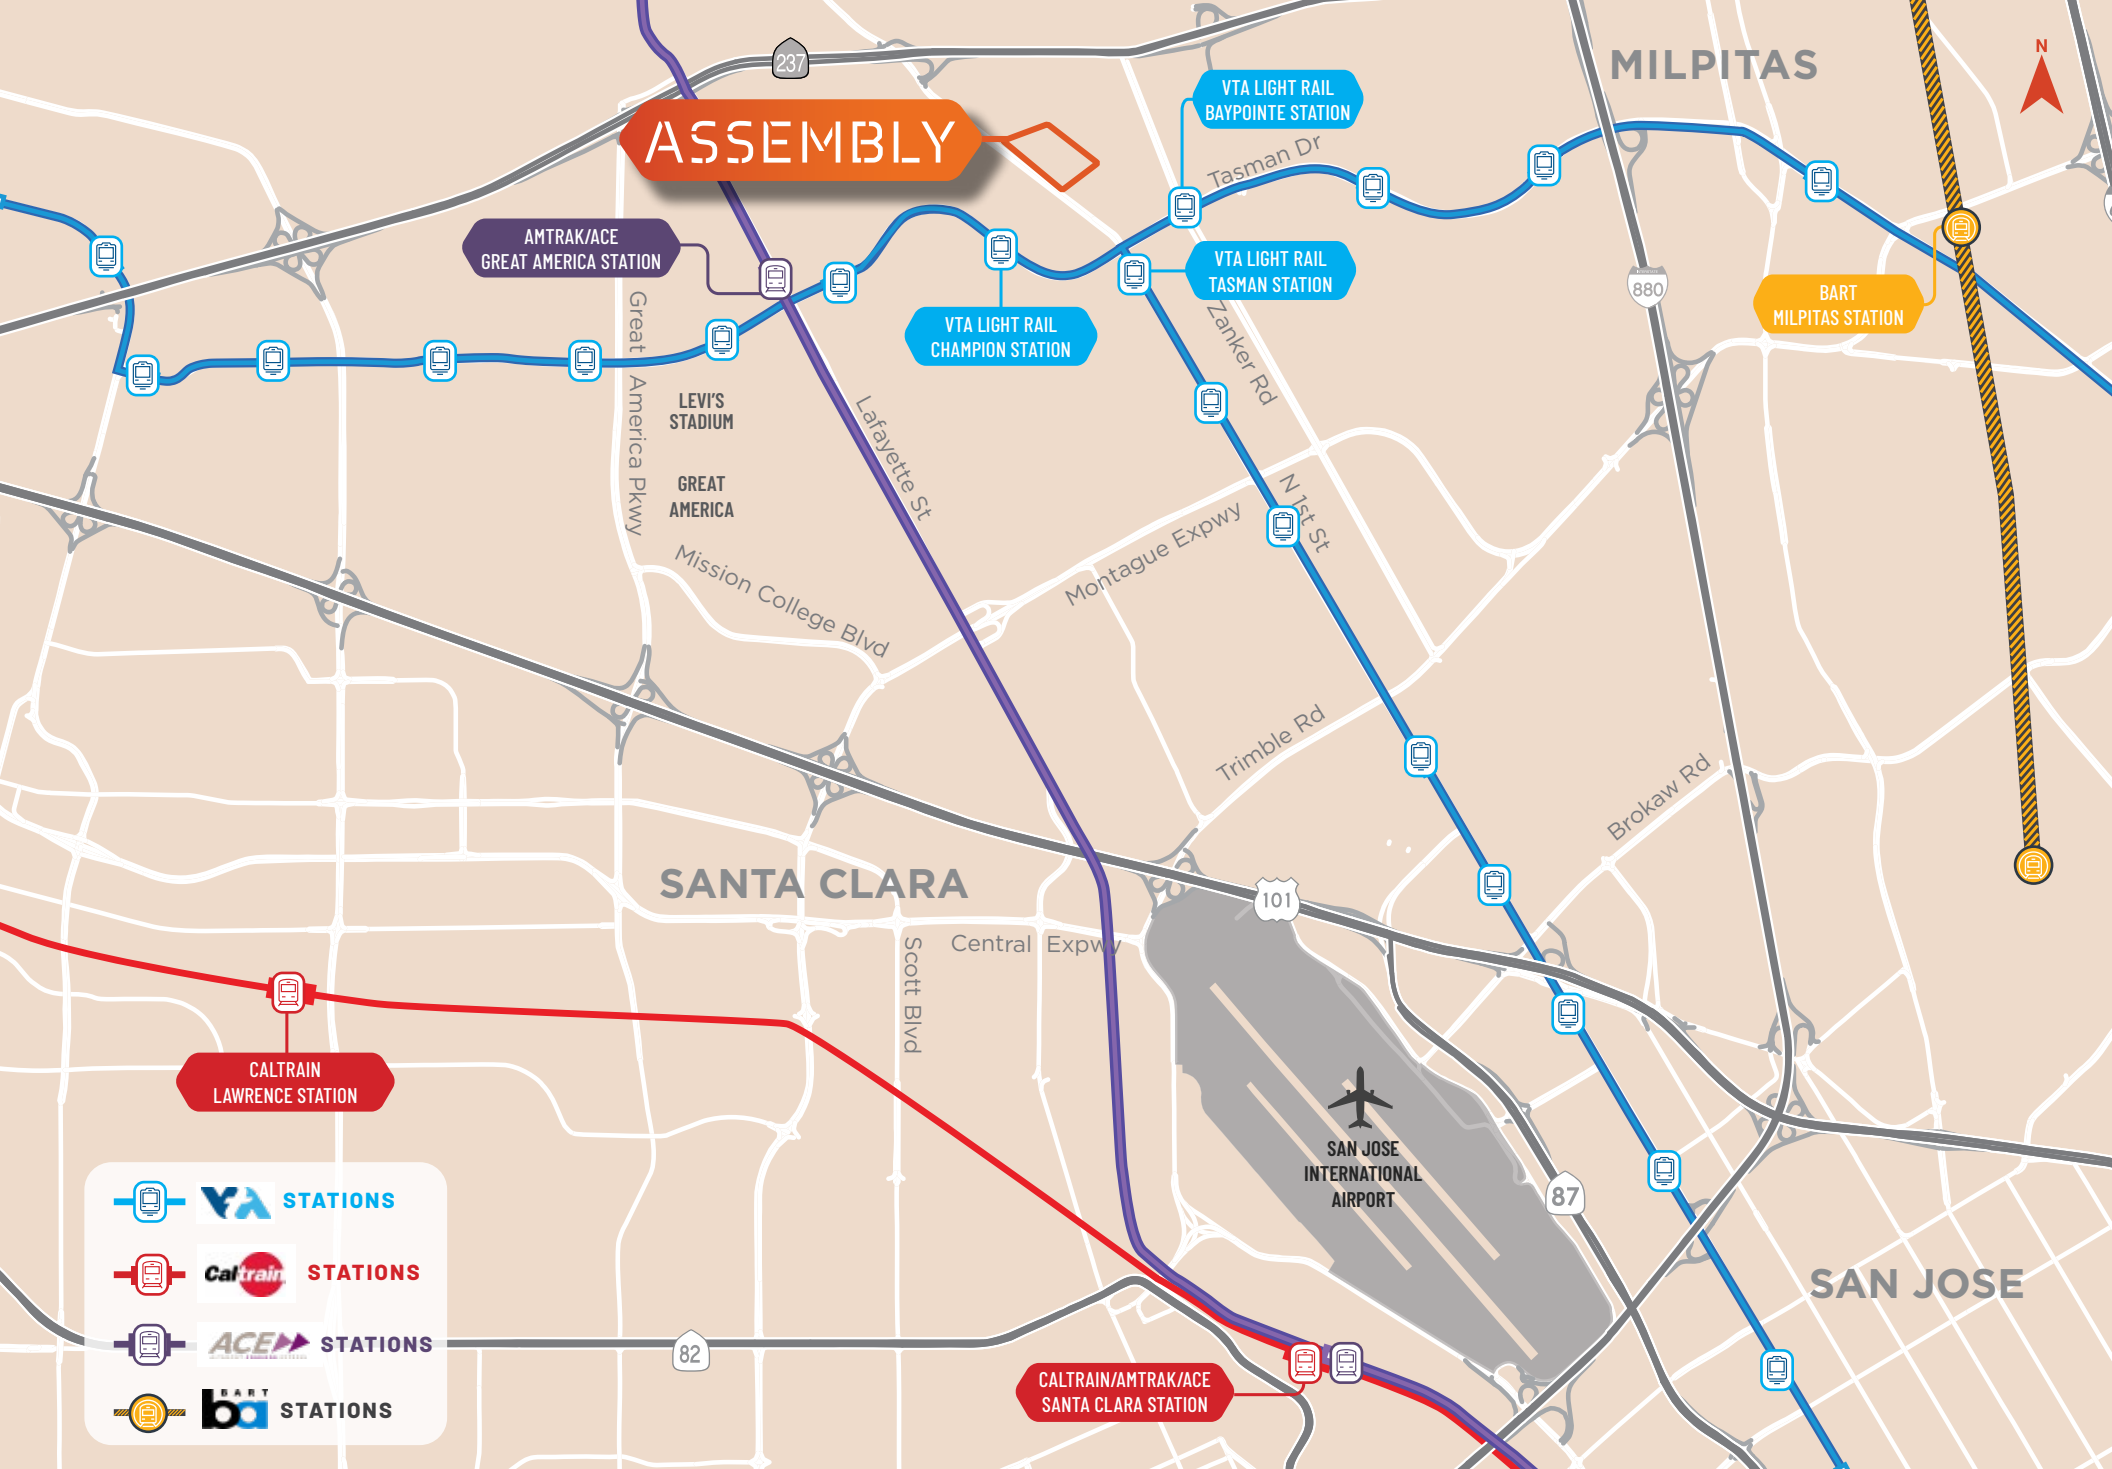 MILPITAS
N
237
ASSEMBLY
VTA LIGHT RAIL
BAYPOINTE STATION
Tasman Dr
AMTRAK/ACE
GREAT AMERICA STATION
VTA LIGHT RAIL
TASMAN STATION
880
BART
MILPITAS STATION
VTA LIGHT RAIL
CHAMPION STATION
Great America Pkwy
Zanker Rd
LEVI'S
STADIUM
Lafayette St
GREAT
AMERICA
N 1st St
Montague Expwy
Mission College Blvd
Trimble Rd
Brokaw Rd
SANTA CLARA
101
Central Expwy
Scott Blvd
CALTRAIN
LAWRENCE STATION
SAN JOSE
INTERNATIONAL
AIRPORT
87
SAN JOSE
VTA STATIONS
Caltrain STATIONS
ACE STATIONS
BART
ba STATIONS
82
CALTRAIN/AMTRAK/ACE
SANTA CLARA STATION